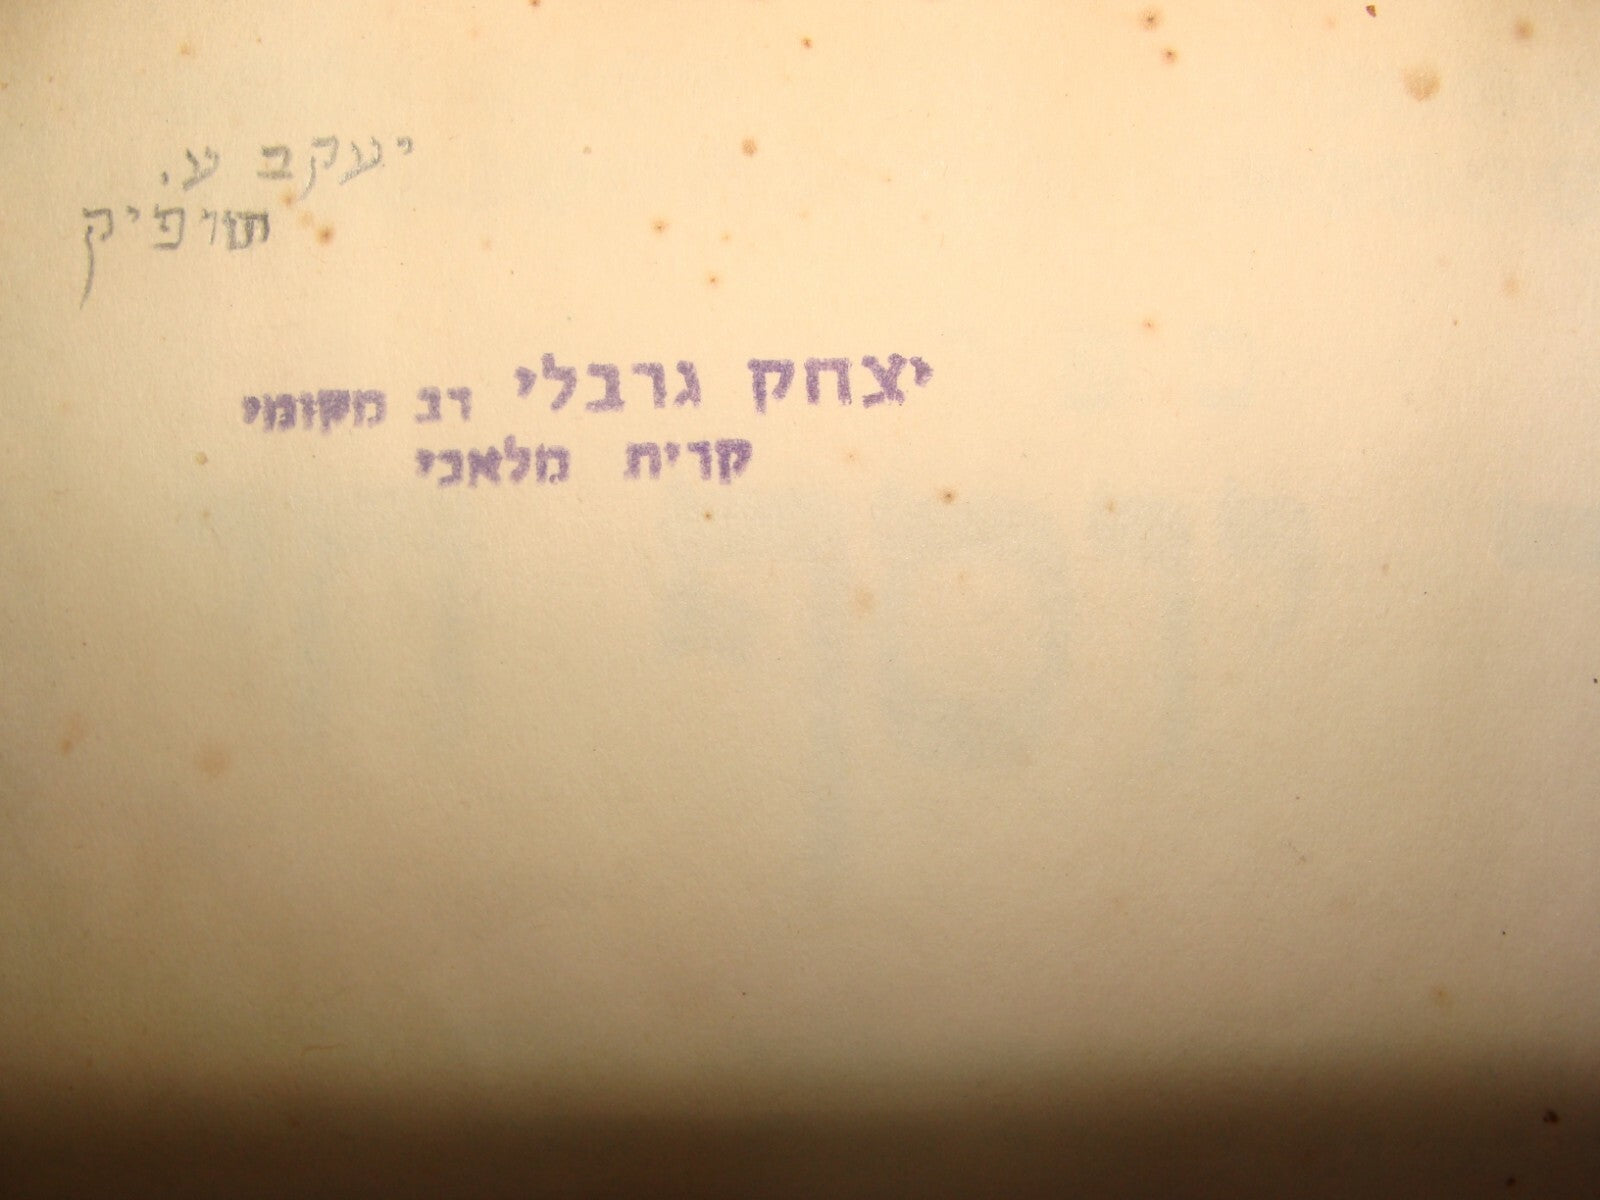 יעקב ע.
תופיק
יצחק גרבלי רב מקומי
קרית מלאכי